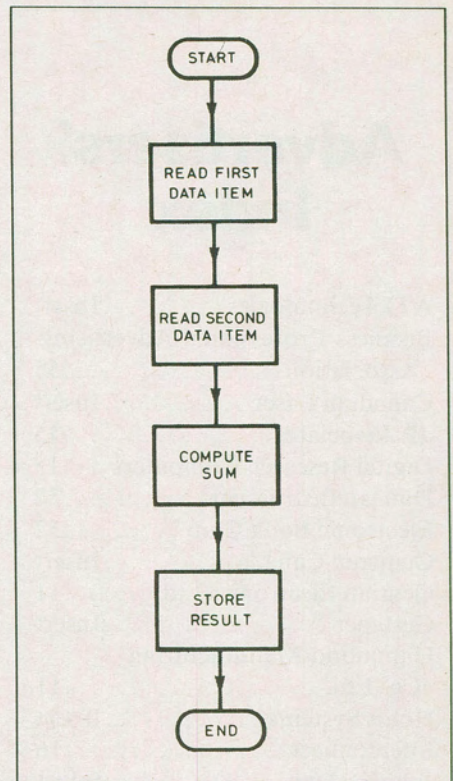 START
READ FIRST
DATA ITEM
READ SECOND
DATA ITEM
COMPUTE
SUM
STORE
RESULT
END